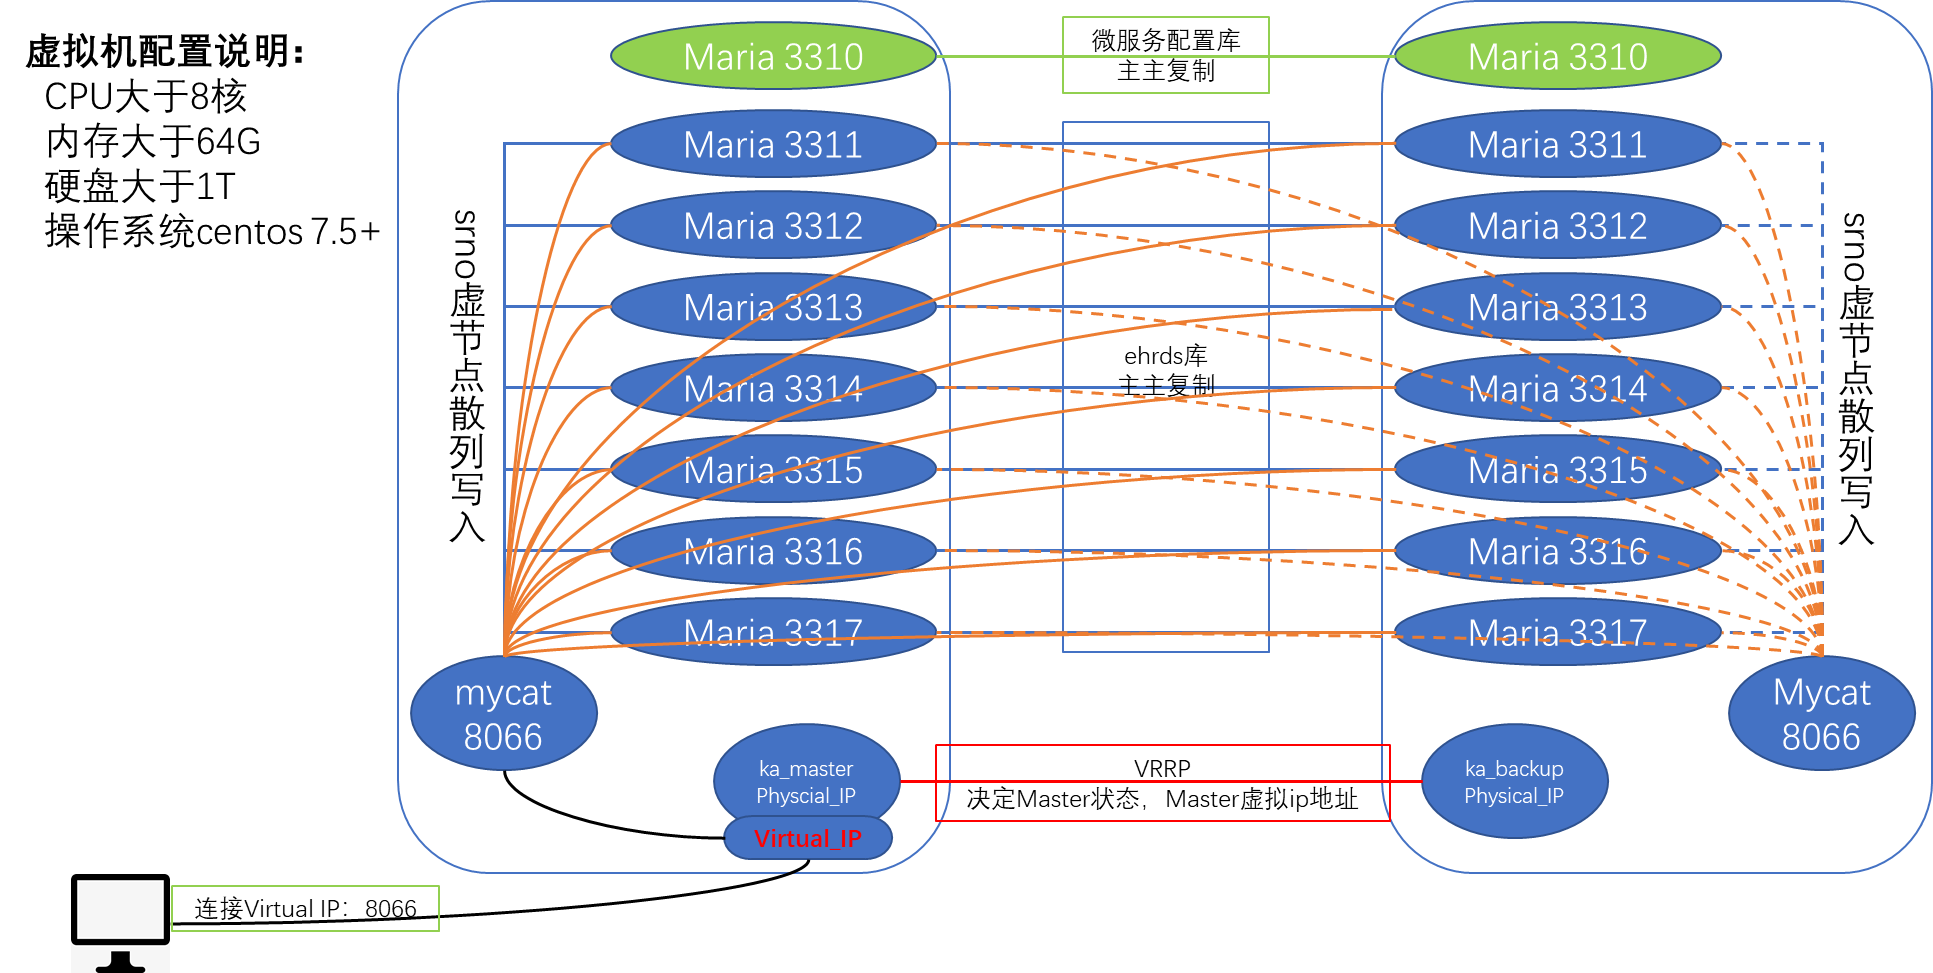 虚拟机配置说明：
CPU大于8核
内存大于64G
硬盘大于1T
操作系统centos 7.5+
Maria 3310
微服务配置库
主主复制
Maria 3310
Maria 3311
Maria 3311
Maria 3312
Maria 3312
Maria 3313
Maria 3313
Maria 3314
ehrds库
主主复制
Maria 3314
Maria 3315
Maria 3315
Maria 3316
Maria 3316
Maria 3317
Maria 3317
srno虚节点散列写入
srno虚节点散列写入
mycat
8066
Mycat
8066
ka_master
Physcial_IP
Virtual_IP
VRRP
决定Master状态，Master虚拟ip地址
ka_backup
Physical_IP
连接Virtual IP：8066